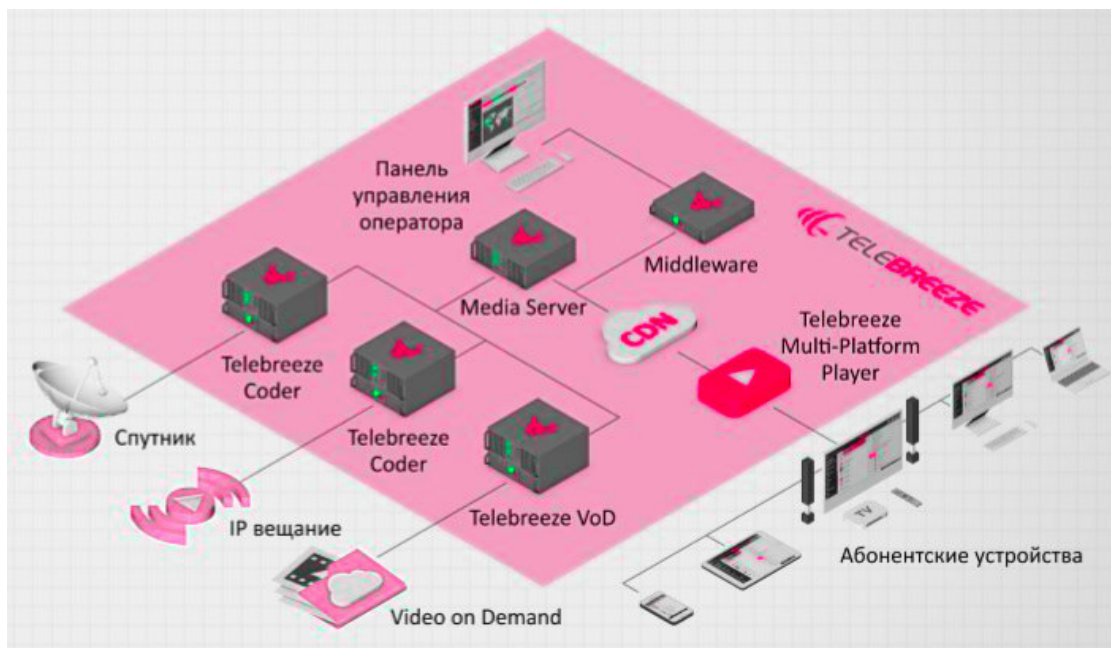 Панель
управления
оператора
Middleware
TELEBREEZE
Media Server
CDN
Telebreeze
Multi-Platform
Player
Telebreeze
Coder
Спутник
Telebreeze
Coder
IP вещание
Telebreeze VoD
TV
Абонентские устройства
Video on Demand